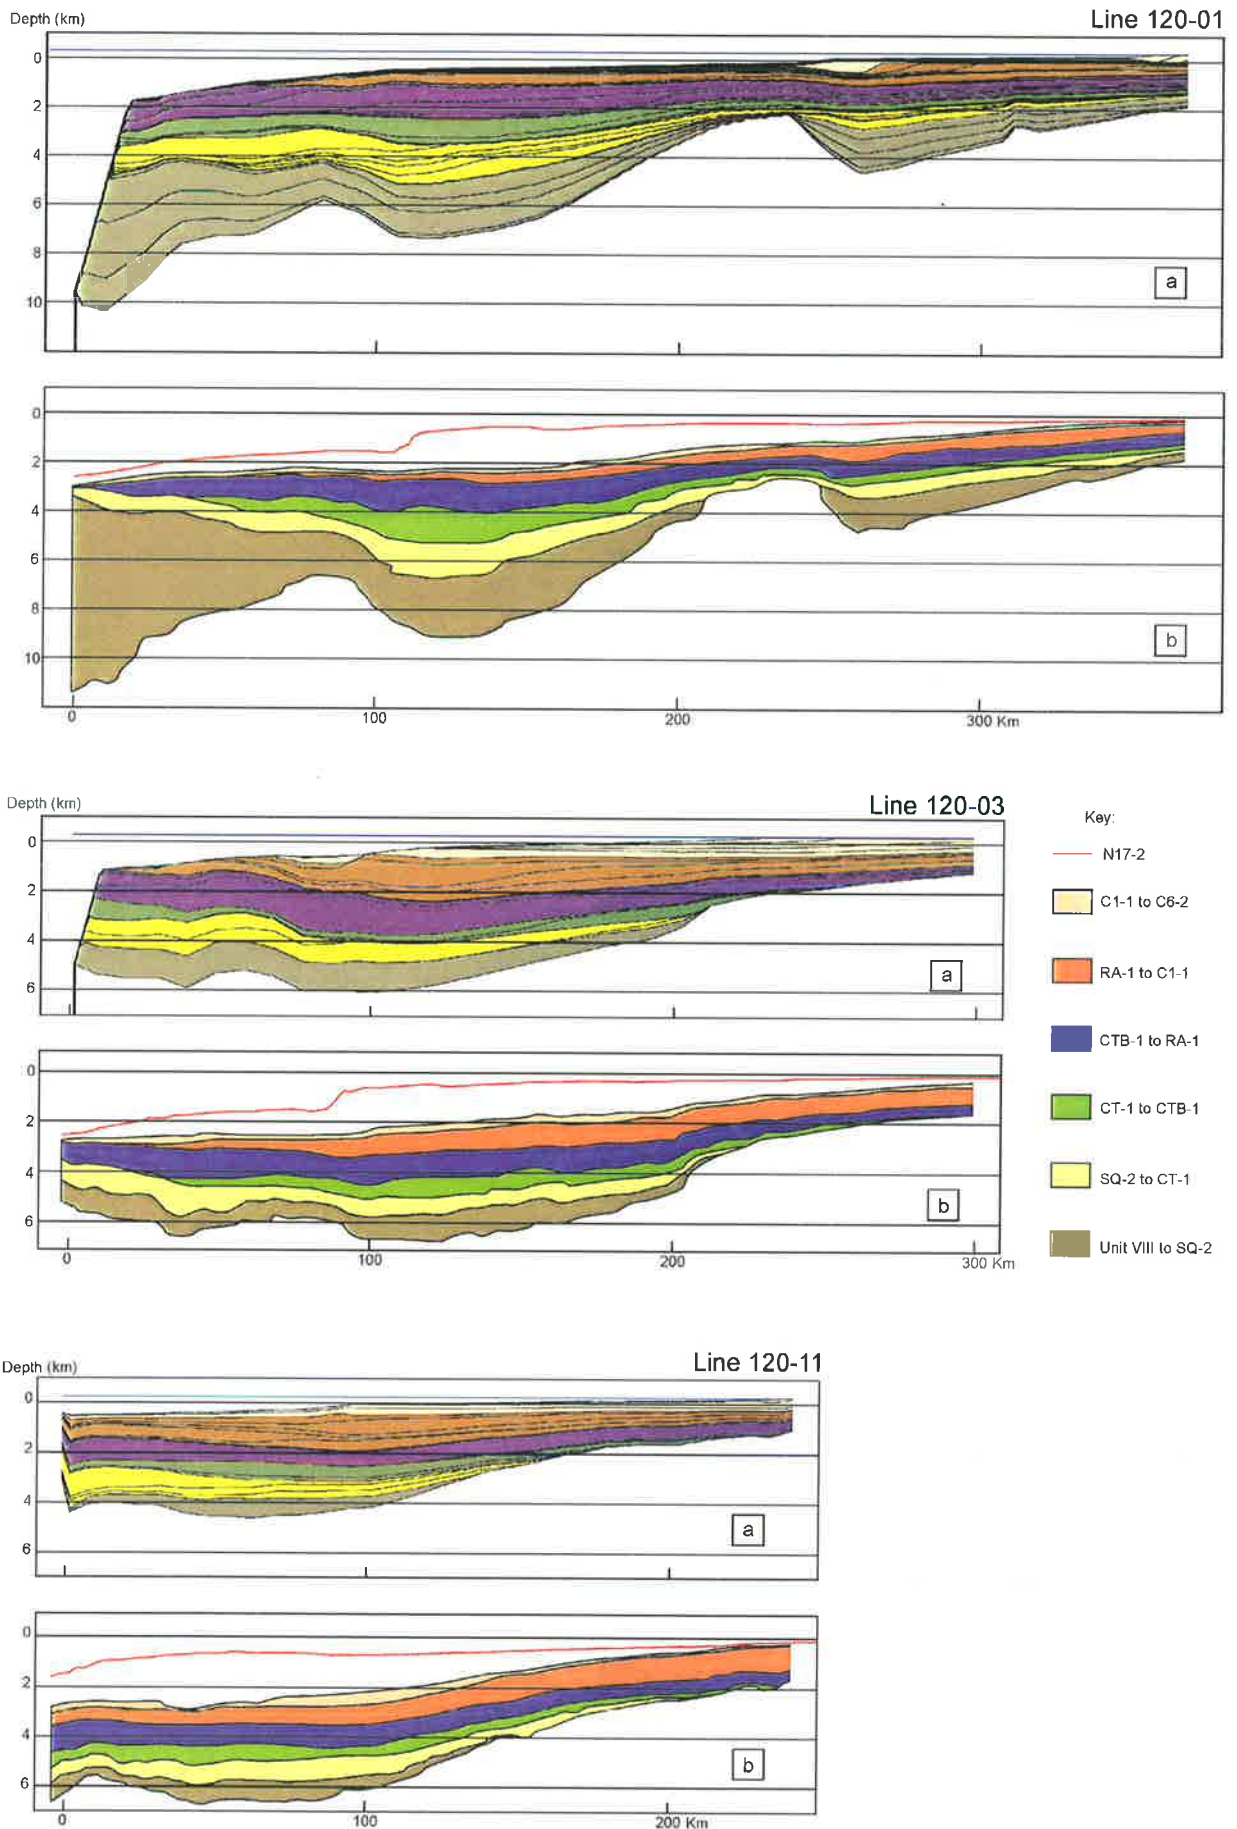 Depth (km)
Line 120-01
0
2
4
6
8
10
a
0
2
4
6
8
10
b
0 100 200 300 Km
Depth (km)
Line 120-03
0
2
4
6
a
0
2
4
6
b
0 100 200 300 Km
Key:
N17-2
C1-1 to C6-2
RA-1 to C1-1
CTB-1 to RA-1
CT-1 to CTB-1
SQ-2 to CT-1
Unit VIII to SQ-2
Depth (km)
Line 120-11
0
2
4
6
a
0
2
4
6
b
0 100 200 Km